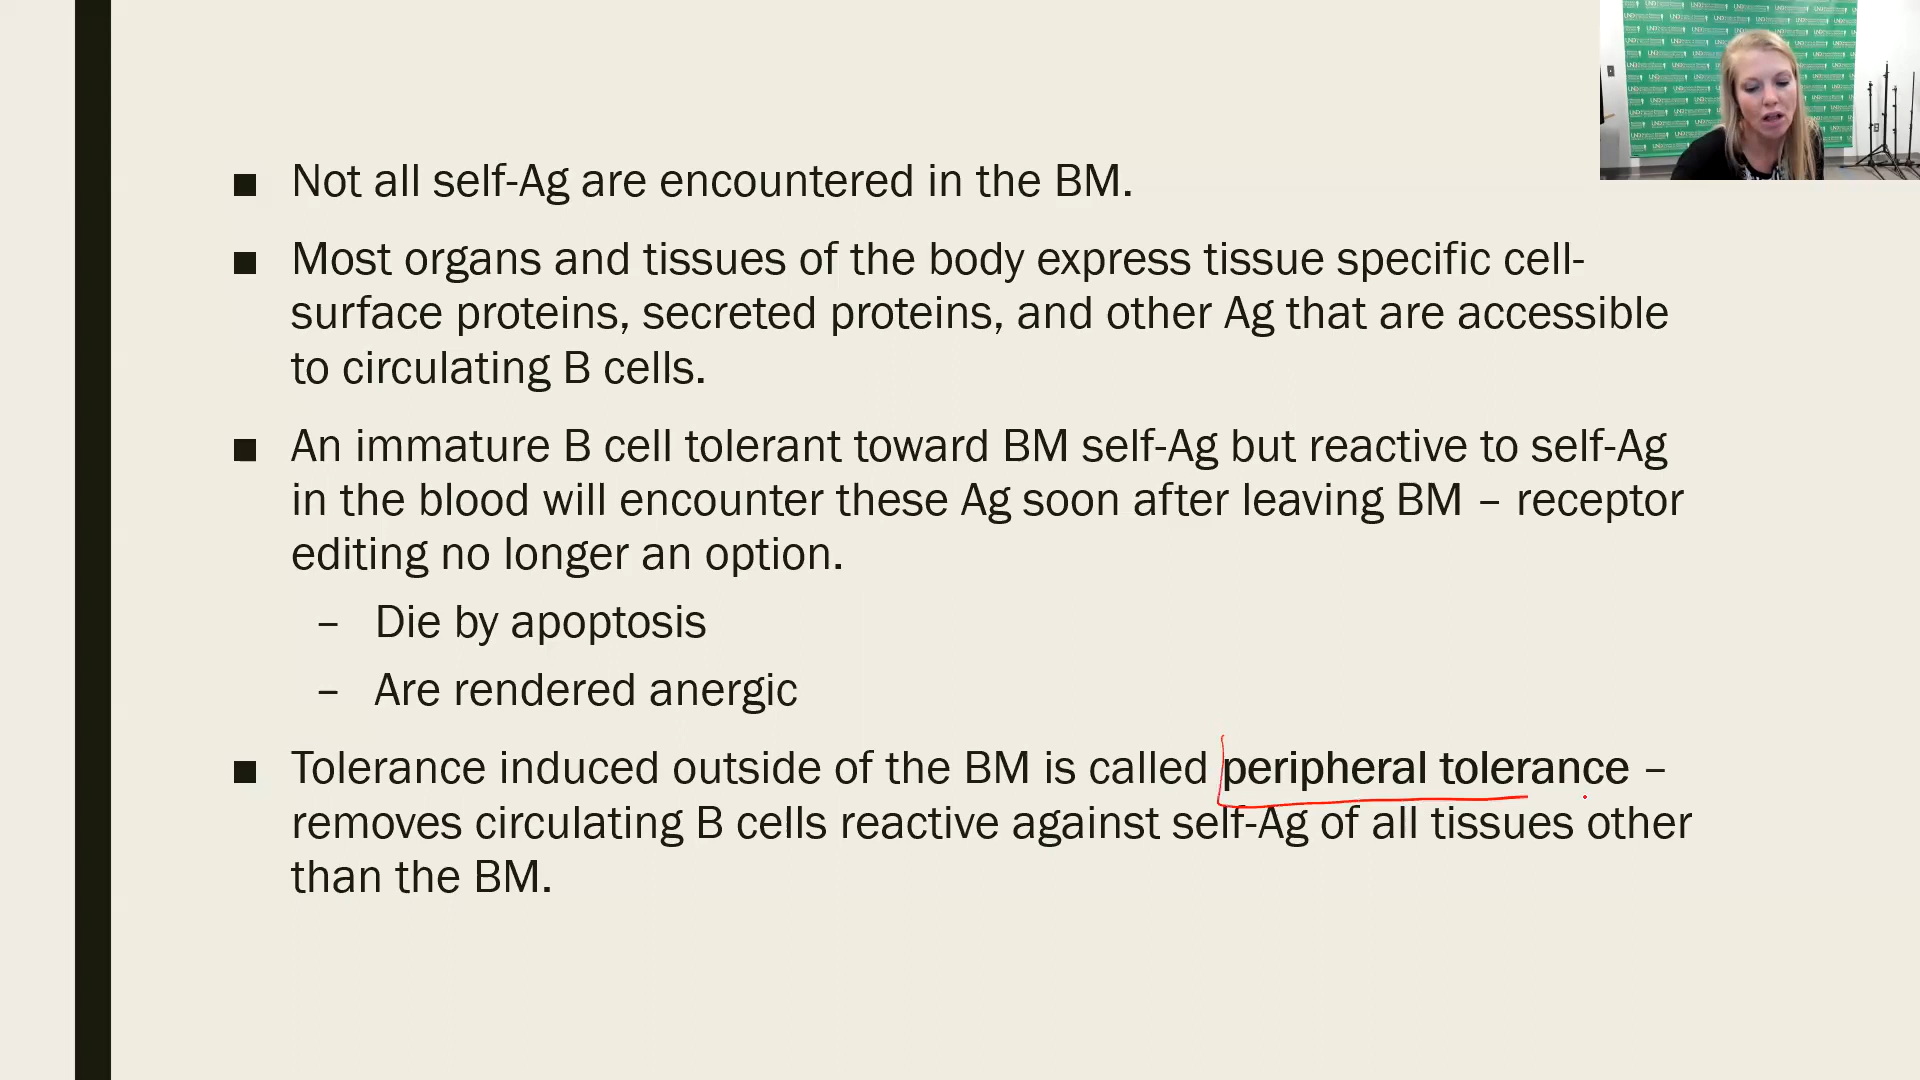 ■ Not all self-Ag are encountered in the BM.
■ Most organs and tissues of the body express tissue specific cell-
surface proteins, secreted proteins, and other Ag that are accessible
to circulating B cells.
■ An immature B cell tolerant toward BM self-Ag but reactive to self-Ag
in the blood will encounter these Ag soon after leaving BM – receptor
editing no longer an option.
– Die by apoptosis
– Are rendered anergic
■ Tolerance induced outside of the BM is called peripheral tolerance –
removes circulating B cells reactive against self-Ag of all tissues other
than the BM.